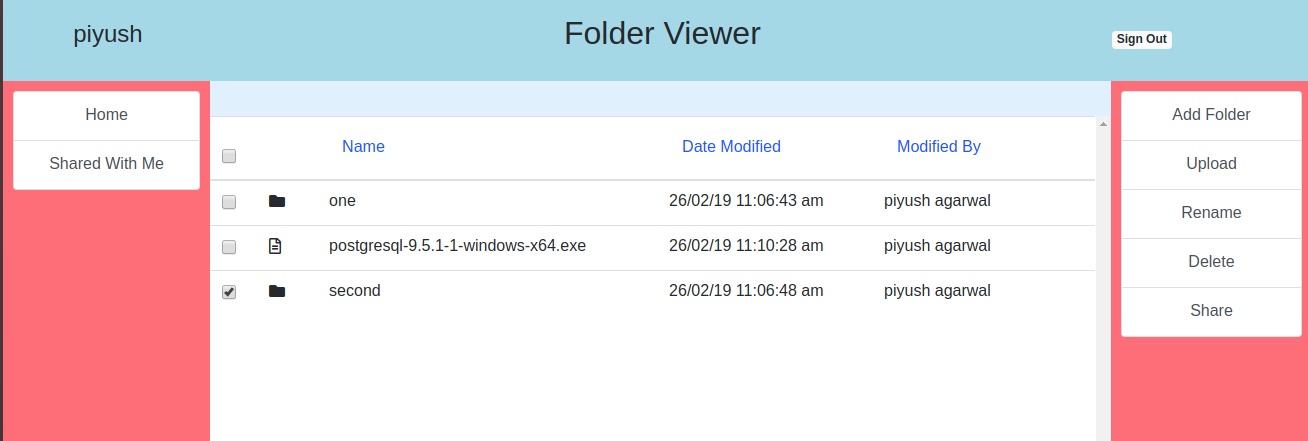 piyush
Folder Viewer
Sign Out
Home
Shared With Me
Name Date Modified Modified By
one 26/02/19 11:06:43 am piyush agarwal
postgresql-9.5.1-1-windows-x64.exe 26/02/19 11:10:28 am piyush agarwal
second 26/02/19 11:06:48 am piyush agarwal
Add Folder
Upload
Rename
Delete
Share